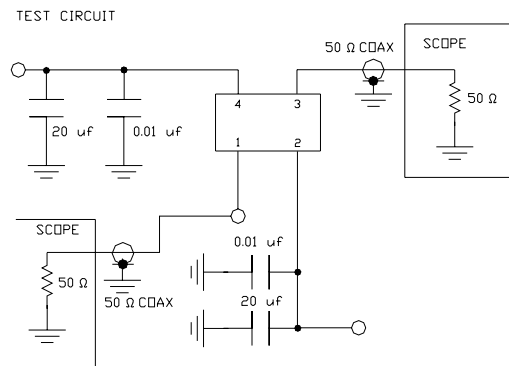 TEST CIRCUIT
50 Ω COAX
SCOPE
4
3
50 Ω
20 uf
0.01 uf
1
2
SCOPE
0.01 uf
50 Ω
50 Ω COAX
20 uf